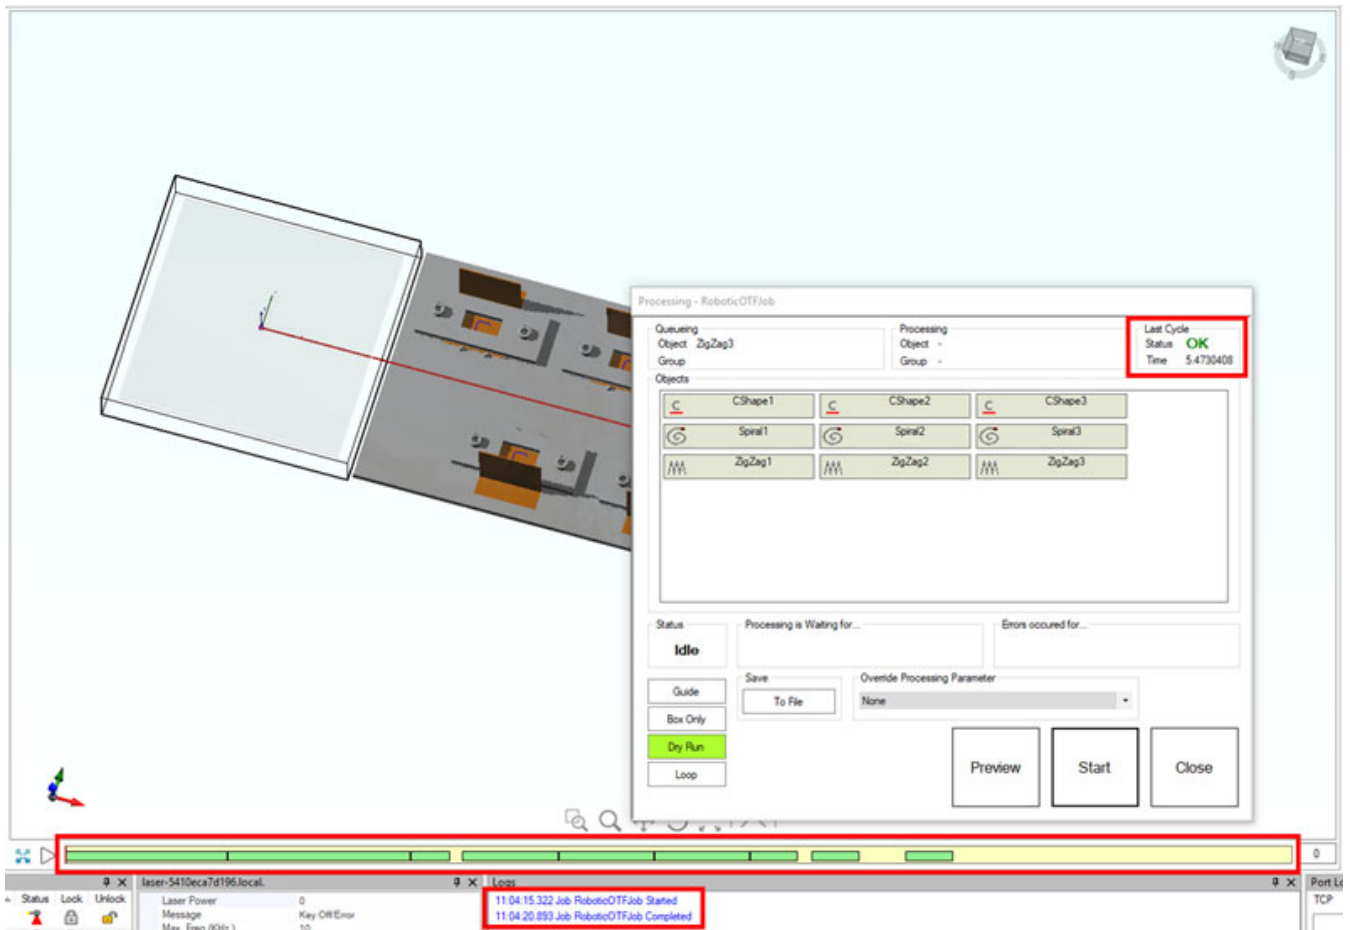 Processing - RoboticOTFJob
Queueing
Object ZigZag3
Group
Processing
Object -
Group -
Last Cycle
Status OK
Time 5.4730408
Objects
CShape1
CShape2
CShape3
Spiral1
Spiral2
Spiral3
ZigZag1
ZigZag2
ZigZag3
Status
Idle
Processing is Waiting for...
Errors occured for...
Guide
Box Only
Dry Run
Loop
Save
To File
Override Processing Parameter
None
Preview
Start
Close
0
laser-5410eca7d196.local.
Logs
Port Lo
Status Lock Unlock
Laser Power 0
Message Key Off/Error
Max. Freq (KHz) 10
11:04:15.322 Job RoboticOTFJob Started
11:04:20.893 Job RoboticOTFJob Completed
TCP